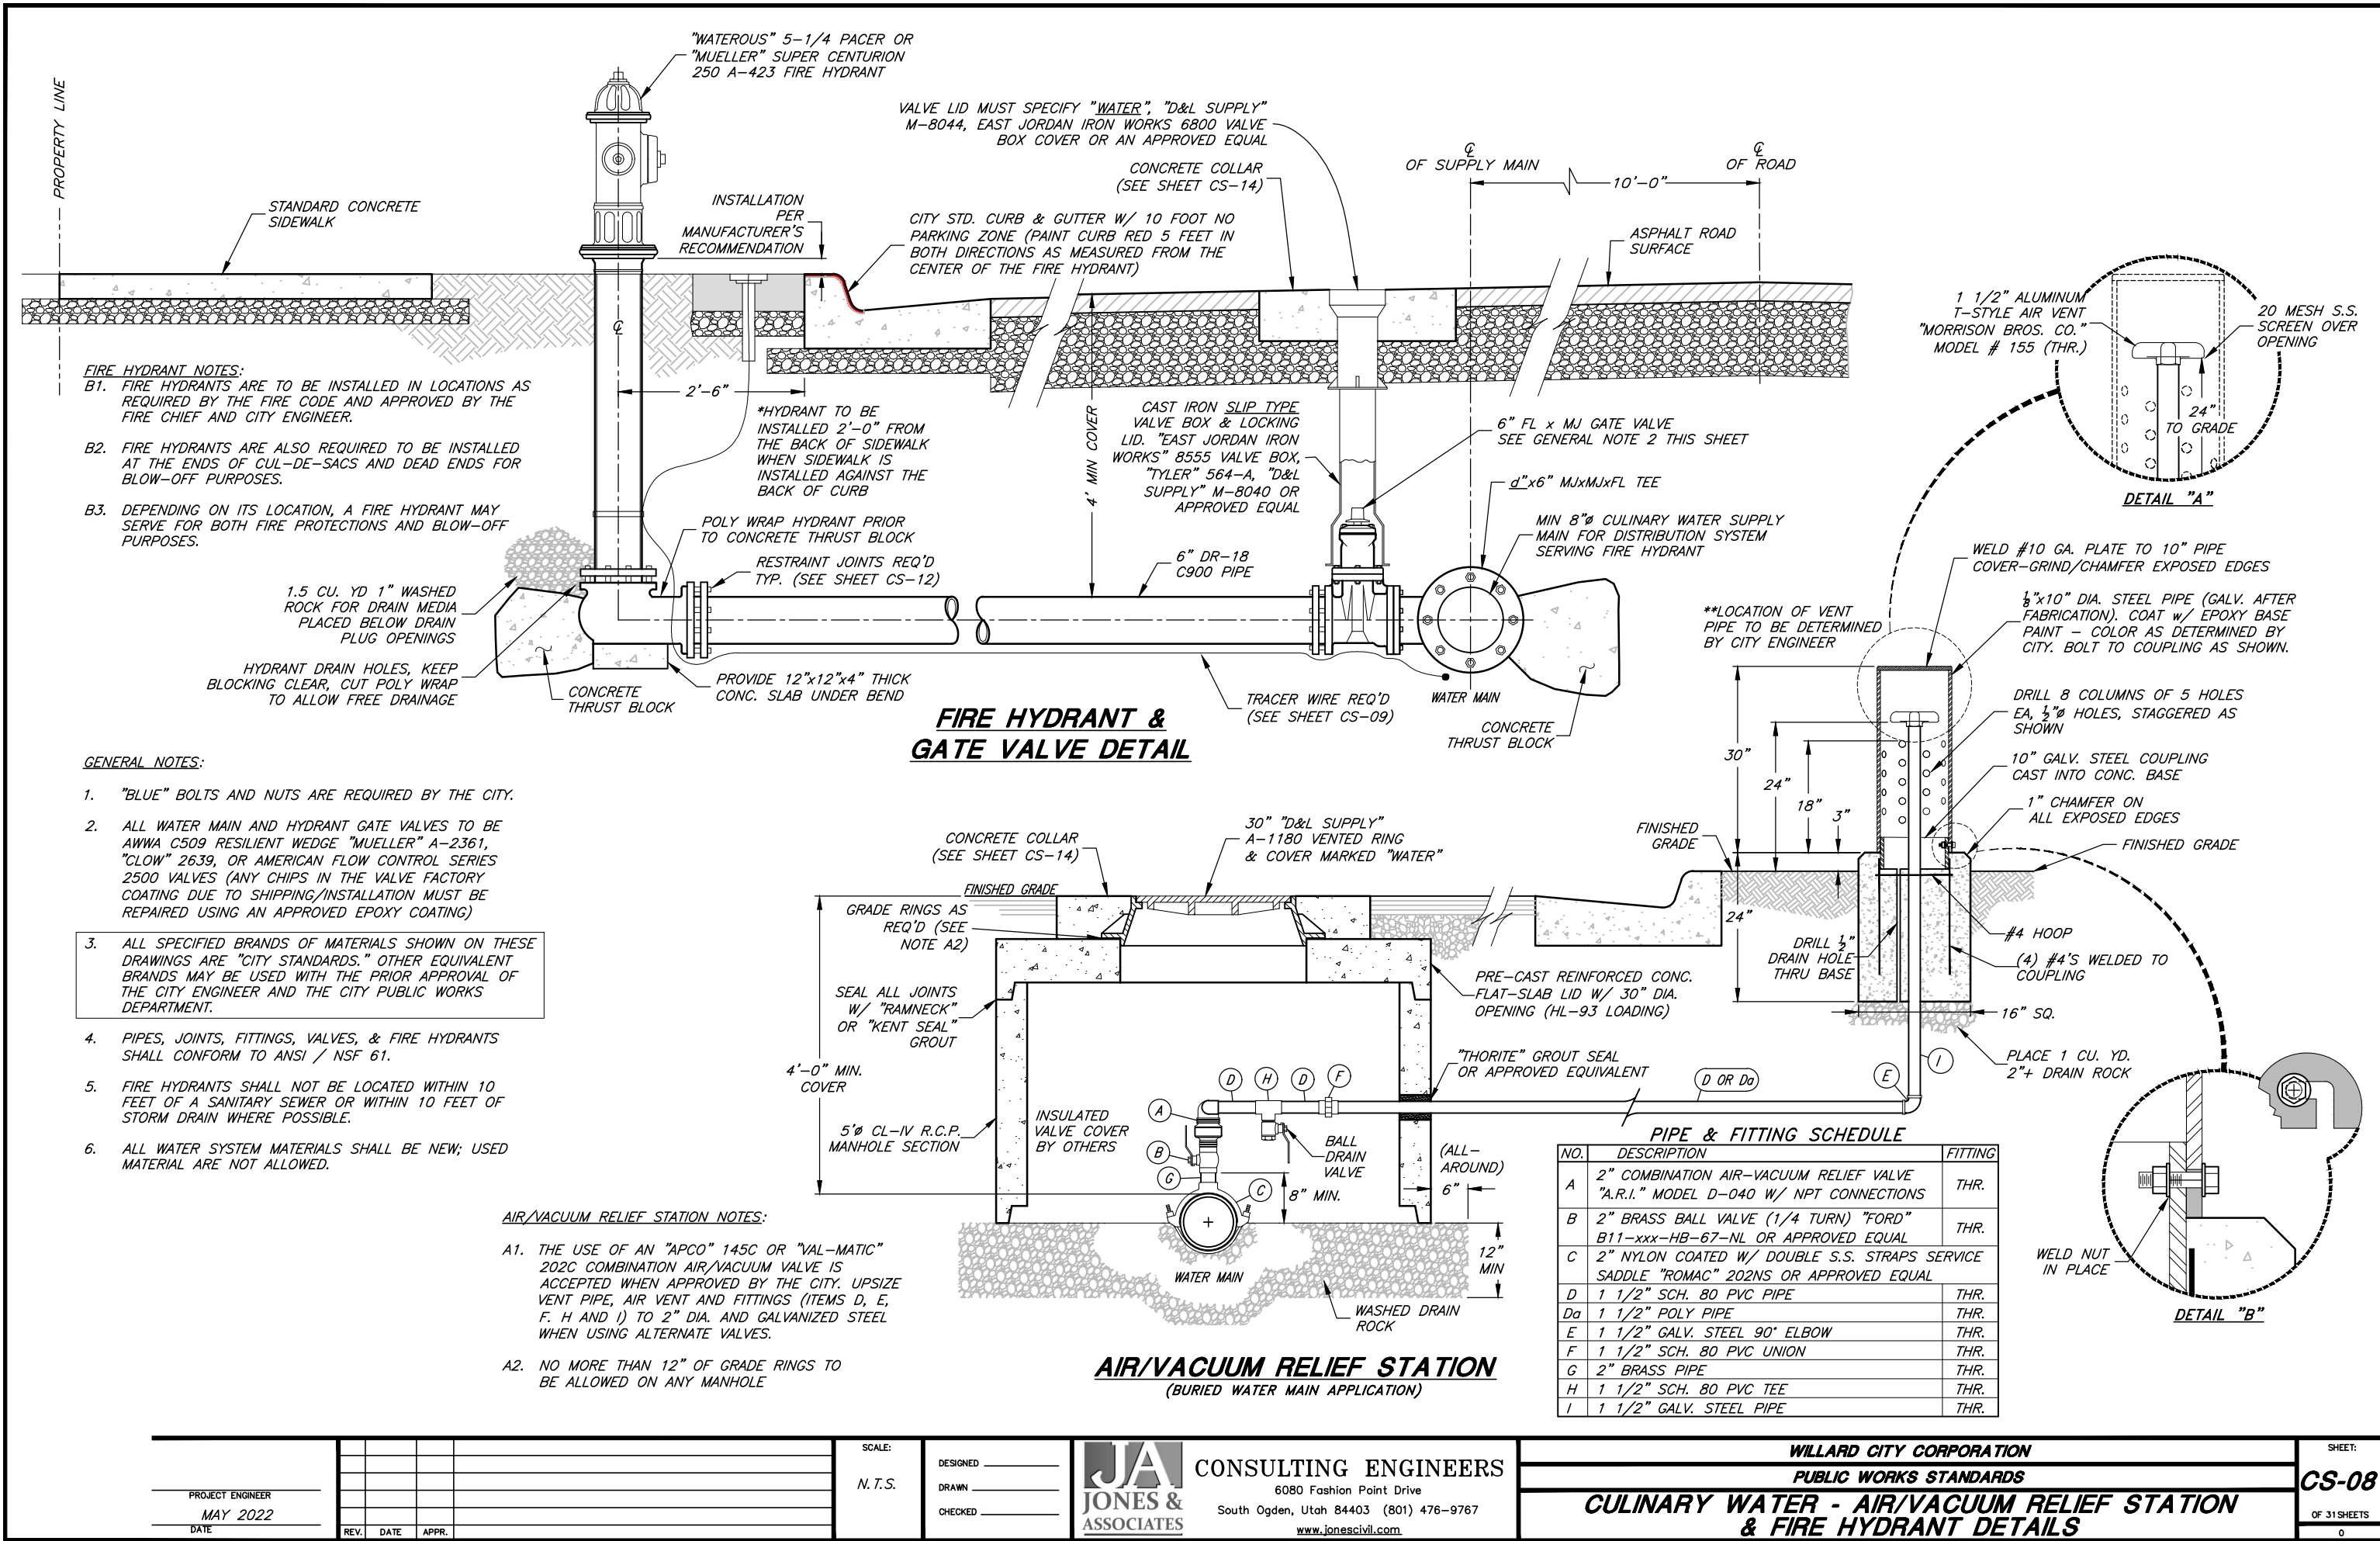 "WATEROUS" 5-1/4 PACER OR
"MUELLER" SUPER CENTURION
250 A-423 FIRE HYDRANT
PROPERTY LINE
VALVE LID MUST SPECIFY "WATER", "D&L SUPPLY"
M-8044, EAST JORDAN IRON WORKS 6800 VALVE
BOX COVER OR AN APPROVED EQUAL
CONCRETE COLLAR
(SEE SHEET CS-14)
℄
OF SUPPLY MAIN
℄
OF ROAD
10'-0"
STANDARD CONCRETE
SIDEWALK
INSTALLATION
PER
MANUFACTURER'S
RECOMMENDATION
CITY STD. CURB & GUTTER W/ 10 FOOT NO
PARKING ZONE (PAINT CURB RED 5 FEET IN
BOTH DIRECTIONS AS MEASURED FROM THE
CENTER OF THE FIRE HYDRANT)
ASPHALT ROAD
SURFACE
℄
1 1/2" ALUMINUM
T-STYLE AIR VENT
"MORRISON BROS. CO."
MODEL # 155 (THR.)
20 MESH S.S.
SCREEN OVER
OPENING
24"
TO GRADE
DETAIL "A"
FIRE HYDRANT NOTES:
B1. FIRE HYDRANTS ARE TO BE INSTALLED IN LOCATIONS AS
REQUIRED BY THE FIRE CODE AND APPROVED BY THE
FIRE CHIEF AND CITY ENGINEER.
B2. FIRE HYDRANTS ARE ALSO REQUIRED TO BE INSTALLED
AT THE ENDS OF CUL-DE-SACS AND DEAD ENDS FOR
BLOW-OFF PURPOSES.
B3. DEPENDING ON ITS LOCATION, A FIRE HYDRANT MAY
SERVE FOR BOTH FIRE PROTECTIONS AND BLOW-OFF
PURPOSES.
2'-6"
*HYDRANT TO BE
INSTALLED 2'-0" FROM
THE BACK OF SIDEWALK
WHEN SIDEWALK IS
INSTALLED AGAINST THE
BACK OF CURB
4' MIN COVER
CAST IRON SLIP TYPE
VALVE BOX & LOCKING
LID. "EAST JORDAN IRON
WORKS" 8555 VALVE BOX,
"TYLER" 564-A, "D&L
SUPPLY" M-8040 OR
APPROVED EQUAL
6" FL x MJ GATE VALVE
SEE GENERAL NOTE 2 THIS SHEET
d"x6" MJxMJxFL TEE
MIN 8"ø CULINARY WATER SUPPLY
MAIN FOR DISTRIBUTION SYSTEM
SERVING FIRE HYDRANT
POLY WRAP HYDRANT PRIOR
TO CONCRETE THRUST BLOCK
RESTRAINT JOINTS REQ'D
TYP. (SEE SHEET CS-12)
6" DR-18
C900 PIPE
1.5 CU. YD 1" WASHED
ROCK FOR DRAIN MEDIA
PLACED BELOW DRAIN
PLUG OPENINGS
HYDRANT DRAIN HOLES, KEEP
BLOCKING CLEAR, CUT POLY WRAP
TO ALLOW FREE DRAINAGE
CONCRETE
THRUST BLOCK
PROVIDE 12"x12"x4" THICK
CONC. SLAB UNDER BEND
TRACER WIRE REQ'D
(SEE SHEET CS-09)
WATER MAIN
CONCRETE
THRUST BLOCK
FIRE HYDRANT &
GATE VALVE DETAIL
WELD #10 GA. PLATE TO 10" PIPE
COVER-GRIND/CHAMFER EXPOSED EDGES
**LOCATION OF VENT
PIPE TO BE DETERMINED
BY CITY ENGINEER
1/8"x10" DIA. STEEL PIPE (GALV. AFTER
FABRICATION). COAT w/ EPOXY BASE
PAINT - COLOR AS DETERMINED BY
CITY. BOLT TO COUPLING AS SHOWN.
DRILL 8 COLUMNS OF 5 HOLES
EA, 1/2"ø HOLES, STAGGERED AS
SHOWN
10" GALV. STEEL COUPLING
CAST INTO CONC. BASE
1" CHAMFER ON
ALL EXPOSED EDGES
FINISHED GRADE
30"
24"
18"
3"
FINISHED
GRADE
24"
DRILL 1/2"
DRAIN HOLE
THRU BASE
#4 HOOP
(4) #4'S WELDED TO
COUPLING
16" SQ.
PLACE 1 CU. YD.
2"+ DRAIN ROCK
GENERAL NOTES:
1. "BLUE" BOLTS AND NUTS ARE REQUIRED BY THE CITY.
2. ALL WATER MAIN AND HYDRANT GATE VALVES TO BE
AWWA C509 RESILIENT WEDGE "MUELLER" A-2361,
"CLOW" 2639, OR AMERICAN FLOW CONTROL SERIES
2500 VALVES (ANY CHIPS IN THE VALVE FACTORY
COATING DUE TO SHIPPING/INSTALLATION MUST BE
REPAIRED USING AN APPROVED EPOXY COATING)
3. ALL SPECIFIED BRANDS OF MATERIALS SHOWN ON THESE
DRAWINGS ARE "CITY STANDARDS." OTHER EQUIVALENT
BRANDS MAY BE USED WITH THE PRIOR APPROVAL OF
THE CITY ENGINEER AND THE CITY PUBLIC WORKS
DEPARTMENT.
4. PIPES, JOINTS, FITTINGS, VALVES, & FIRE HYDRANTS
SHALL CONFORM TO ANSI / NSF 61.
5. FIRE HYDRANTS SHALL NOT BE LOCATED WITHIN 10
FEET OF A SANITARY SEWER OR WITHIN 10 FEET OF
STORM DRAIN WHERE POSSIBLE.
6. ALL WATER SYSTEM MATERIALS SHALL BE NEW; USED
MATERIAL ARE NOT ALLOWED.
CONCRETE COLLAR
(SEE SHEET CS-14)
30" "D&L SUPPLY"
A-1180 VENTED RING
& COVER MARKED "WATER"
FINISHED GRADE
GRADE RINGS AS
REQ'D (SEE
NOTE A2)
SEAL ALL JOINTS
W/ "RAMNECK"
OR "KENT SEAL"
GROUT
PRE-CAST REINFORCED CONC.
FLAT-SLAB LID W/ 30" DIA.
OPENING (HL-93 LOADING)
4'-0" MIN.
COVER
"THORITE" GROUT SEAL
OR APPROVED EQUIVALENT
D
H
D
F
D OR Da
E
I
A
B
G
C
INSULATED
VALVE COVER
BY OTHERS
BALL
DRAIN
VALVE
5'ø CL-IV R.C.P.
MANHOLE SECTION
(ALL-
AROUND)
6"
8" MIN.
12"
MIN
WATER MAIN
WASHED DRAIN
ROCK
AIR/VACUUM RELIEF STATION NOTES:
A1. THE USE OF AN "APCO" 145C OR "VAL-MATIC"
202C COMBINATION AIR/VACUUM VALVE IS
ACCEPTED WHEN APPROVED BY THE CITY. UPSIZE
VENT PIPE, AIR VENT AND FITTINGS (ITEMS D, E,
F. H AND I) TO 2" DIA. AND GALVANIZED STEEL
WHEN USING ALTERNATE VALVES.
A2. NO MORE THAN 12" OF GRADE RINGS TO
BE ALLOWED ON ANY MANHOLE
AIR/VACUUM RELIEF STATION
(BURIED WATER MAIN APPLICATION)
PIPE & FITTING SCHEDULE
NO. DESCRIPTION FITTING
A 2" COMBINATION AIR-VACUUM RELIEF VALVE
"A.R.I." MODEL D-040 W/ NPT CONNECTIONS THR.
B 2" BRASS BALL VALVE (1/4 TURN) "FORD"
B11-xxx-HB-67-NL OR APPROVED EQUAL THR.
C 2" NYLON COATED W/ DOUBLE S.S. STRAPS SERVICE
SADDLE "ROMAC" 202NS OR APPROVED EQUAL
D 1 1/2" SCH. 80 PVC PIPE THR.
Da 1 1/2" POLY PIPE THR.
E 1 1/2" GALV. STEEL 90° ELBOW THR.
F 1 1/2" SCH. 80 PVC UNION THR.
G 2" BRASS PIPE THR.
H 1 1/2" SCH. 80 PVC TEE THR.
I 1 1/2" GALV. STEEL PIPE THR.
WELD NUT
IN PLACE
DETAIL "B"
PROJECT ENGINEER
MAY 2022
DATE
REV. DATE APPR.
SCALE:
N.T.S.
DESIGNED
DRAWN
CHECKED
JA
JONES &
ASSOCIATES
CONSULTING ENGINEERS
6080 Fashion Point Drive
South Ogden, Utah 84403 (801) 476-9767
www.jonescivil.com
WILLARD CITY CORPORATION
PUBLIC WORKS STANDARDS
CULINARY WATER - AIR/VACUUM RELIEF STATION
& FIRE HYDRANT DETAILS
SHEET:
CS-08
OF 31 SHEETS
0